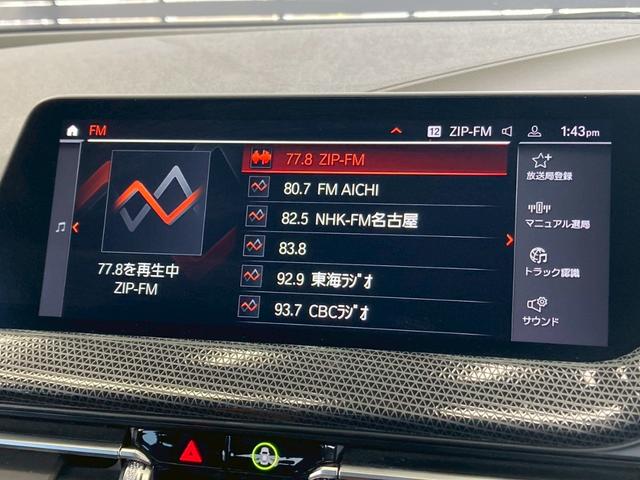 FM
12 ZIP-FM 1:43pm
77.8を再生中
ZIP-FM
77.8 ZIP-FM
80.7 FM AICHI
82.5 NHK-FM名古屋
83.8
92.9 東海ﾗｼﾞｵ
93.7 CBCﾗｼﾞｵ
放送局登録
マニュアル選局
トラック認識
サウンド